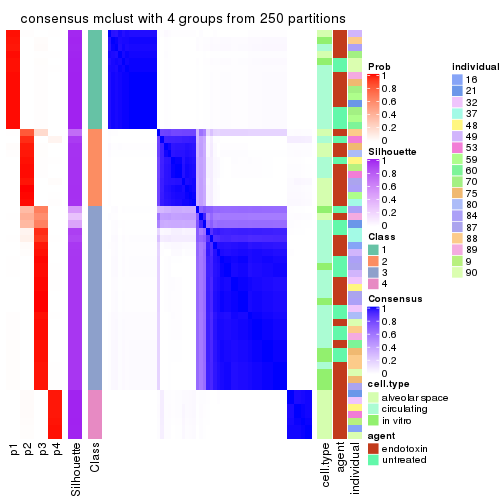 consensus mclust with 4 groups from 250 partitions
p1
p2
p3
p4
Silhouette
Class
cell.type
agent
individual
Prob
1
0.8
0.6
0.4
0.2
0
Silhouette
1
0.8
0.6
0.4
0.2
0
Class
1
2
3
4
Consensus
1
0.8
0.6
0.4
0.2
0
cell.type
alveolar space
circulating
in vitro
agent
endotoxin
untreated
individual
16
21
32
37
48
49
53
59
60
70
75
80
84
87
88
89
9
90